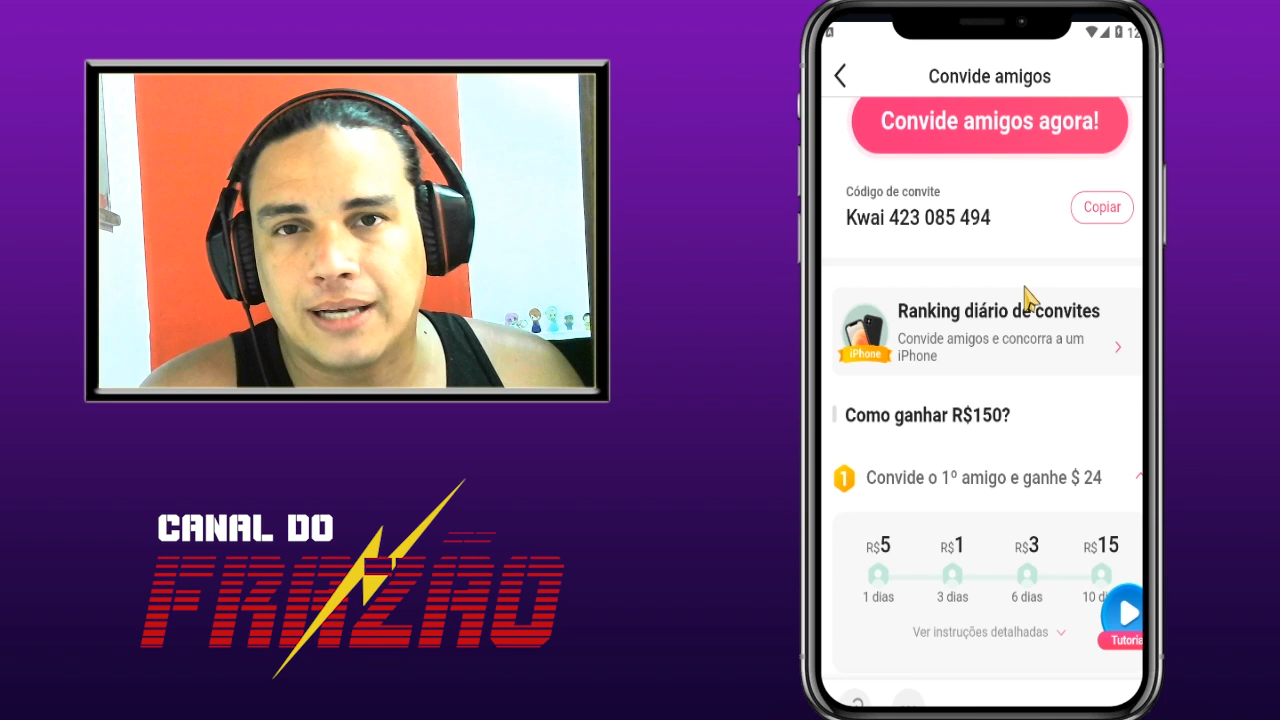 Convide amigos
Convide amigos agora!
Código de convite
Kwai 423 085 494
Copiar
Ranking diário de convites
Convide amigos e concorra a um
iPhone
iPhone
Como ganhar R$150?
1
Convide o 1º amigo e ganhe $ 24
R$5
R$1
R$3
R$15
1 dias
3 dias
6 dias
10 d
Ver instruções detalhadas
Tutoria
CANAL DO
FRAZÃO